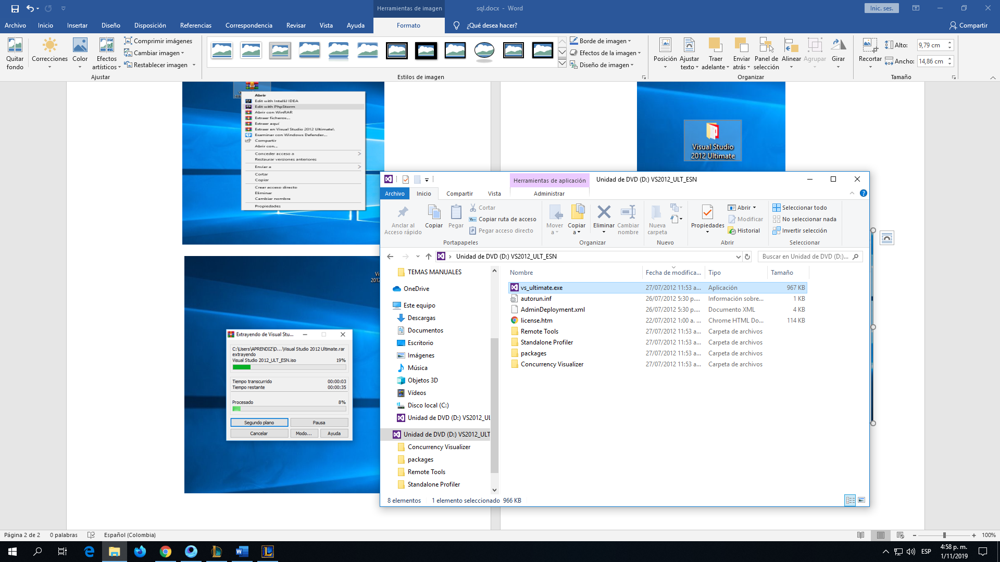 Herramientas de imagen
sql.docx - Word
Inic. ses.
Archivo
Inicio
Insertar
Diseño
Disposición
Referencias
Correspondencia
Revisar
Vista
Ayuda
Formato
¿Qué desea hacer?
Compartir
Quitar fondo
Correcciones
Color
Efectos artísticos
Comprimir imágenes
Cambiar imagen
Restablecer imagen
Ajustar
Estilos de imagen
Borde de imagen
Efectos de la imagen
Diseño de imagen
Posición
Ajustar texto
Traer adelante
Enviar atrás
Panel de selección
Alinear
Agrupar
Girar
Organizar
Recortar
Alto: 9,79 cm
Ancho: 14,86 cm
Tamaño
Abrir
Edit with IntelliJ IDEA
Edit with PhpStorm
Abrir con WinRAR
Extraer ficheros...
Extraer aquí
Extraer en Visual Studio 2012 Ultimate\
Examinar con Windows Defender...
Compartir
Abrir con...
Conceder acceso a
Restaurar versiones anteriores
Enviar a
Cortar
Copiar
Crear acceso directo
Eliminar
Cambiar nombre
Propiedades
Visual Studio
2012 Ultimate
Extrayendo de Visual Stu...
C:\Users\APRENDIZ\D...\Visual Studio 2012 Ultimate.rar
extrayendo
Visual Studio 2012_ULT_ESN.iso 19%
Tiempo transcurrido 00:00:03
Tiempo restante 00:00:35
Procesado 8%
Segundo plano
Pausa
Cancelar
Modo...
Ayuda
Herramientas de aplicación
Unidad de DVD (D:) VS2012_ULT_ESN
Archivo
Inicio
Compartir
Vista
Administrar
Anclar al Acceso rápido
Copiar
Pegar
Cortar
Copiar ruta de acceso
Pegar acceso directo
Portapapeles
Mover a
Copiar a
Eliminar
Cambiar nombre
Organizar
Nueva carpeta
Nuevo
Propiedades
Abrir
Modificar
Historial
Abrir
Seleccionar todo
No seleccionar nada
Invertir selección
Seleccionar
Unidad de DVD (D:) VS2012_ULT_ESN
Buscar en Unidad de DVD (D:)...
TEMAS MANUALES
OneDrive
Este equipo
Descargas
Documentos
Escritorio
Imágenes
Música
Objetos 3D
Vídeos
Disco local (C:)
Unidad de DVD (D:) VS2012_UL
Unidad de DVD (D:) VS2012_ULT
Concurrency Visualizer
packages
Remote Tools
Standalone Profiler
Nombre Fecha de modifica... Tipo Tamaño
vs_ultimate.exe 27/07/2012 11:53 a... Aplicación 967 KB
autorun.inf 26/07/2012 5:30 p.... Información sobre... 1 KB
AdminDeployment.xml 26/07/2012 5:30 p.... Documento XML 4 KB
license.htm 22/07/2012 1:00 a. ... Chrome HTML Do... 114 KB
Remote Tools 27/07/2012 11:53 a... Carpeta de archivos
Standalone Profiler 27/07/2012 11:53 a... Carpeta de archivos
packages 27/07/2012 11:53 a... Carpeta de archivos
Concurrency Visualizer 27/07/2012 11:53 a... Carpeta de archivos
8 elementos
1 elemento seleccionado 966 KB
Página 2 de 2
0 palabras
Español (Colombia)
100%
ESP
4:58 p. m.
1/11/2019